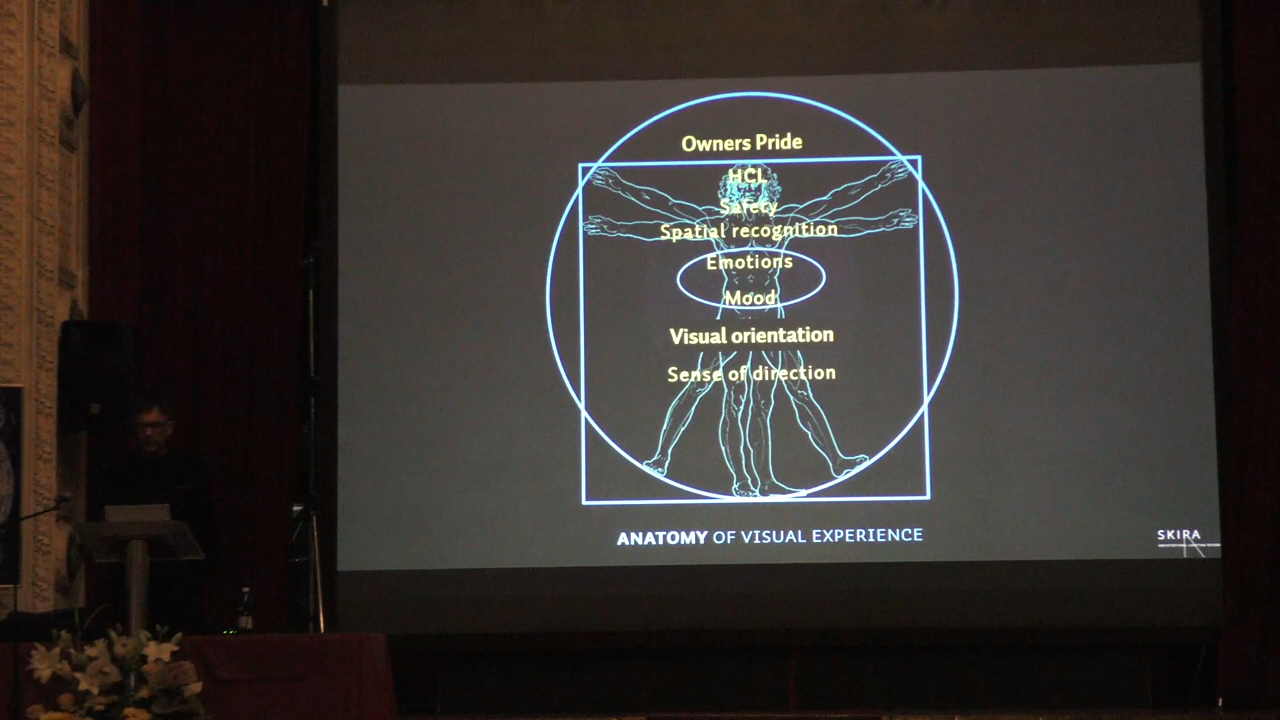 Owners Pride
HCL
Safety
Spatial recognition
Emotions
Mood
Visual orientation
Sense of direction
ANATOMY OF VISUAL EXPERIENCE
SKIRA